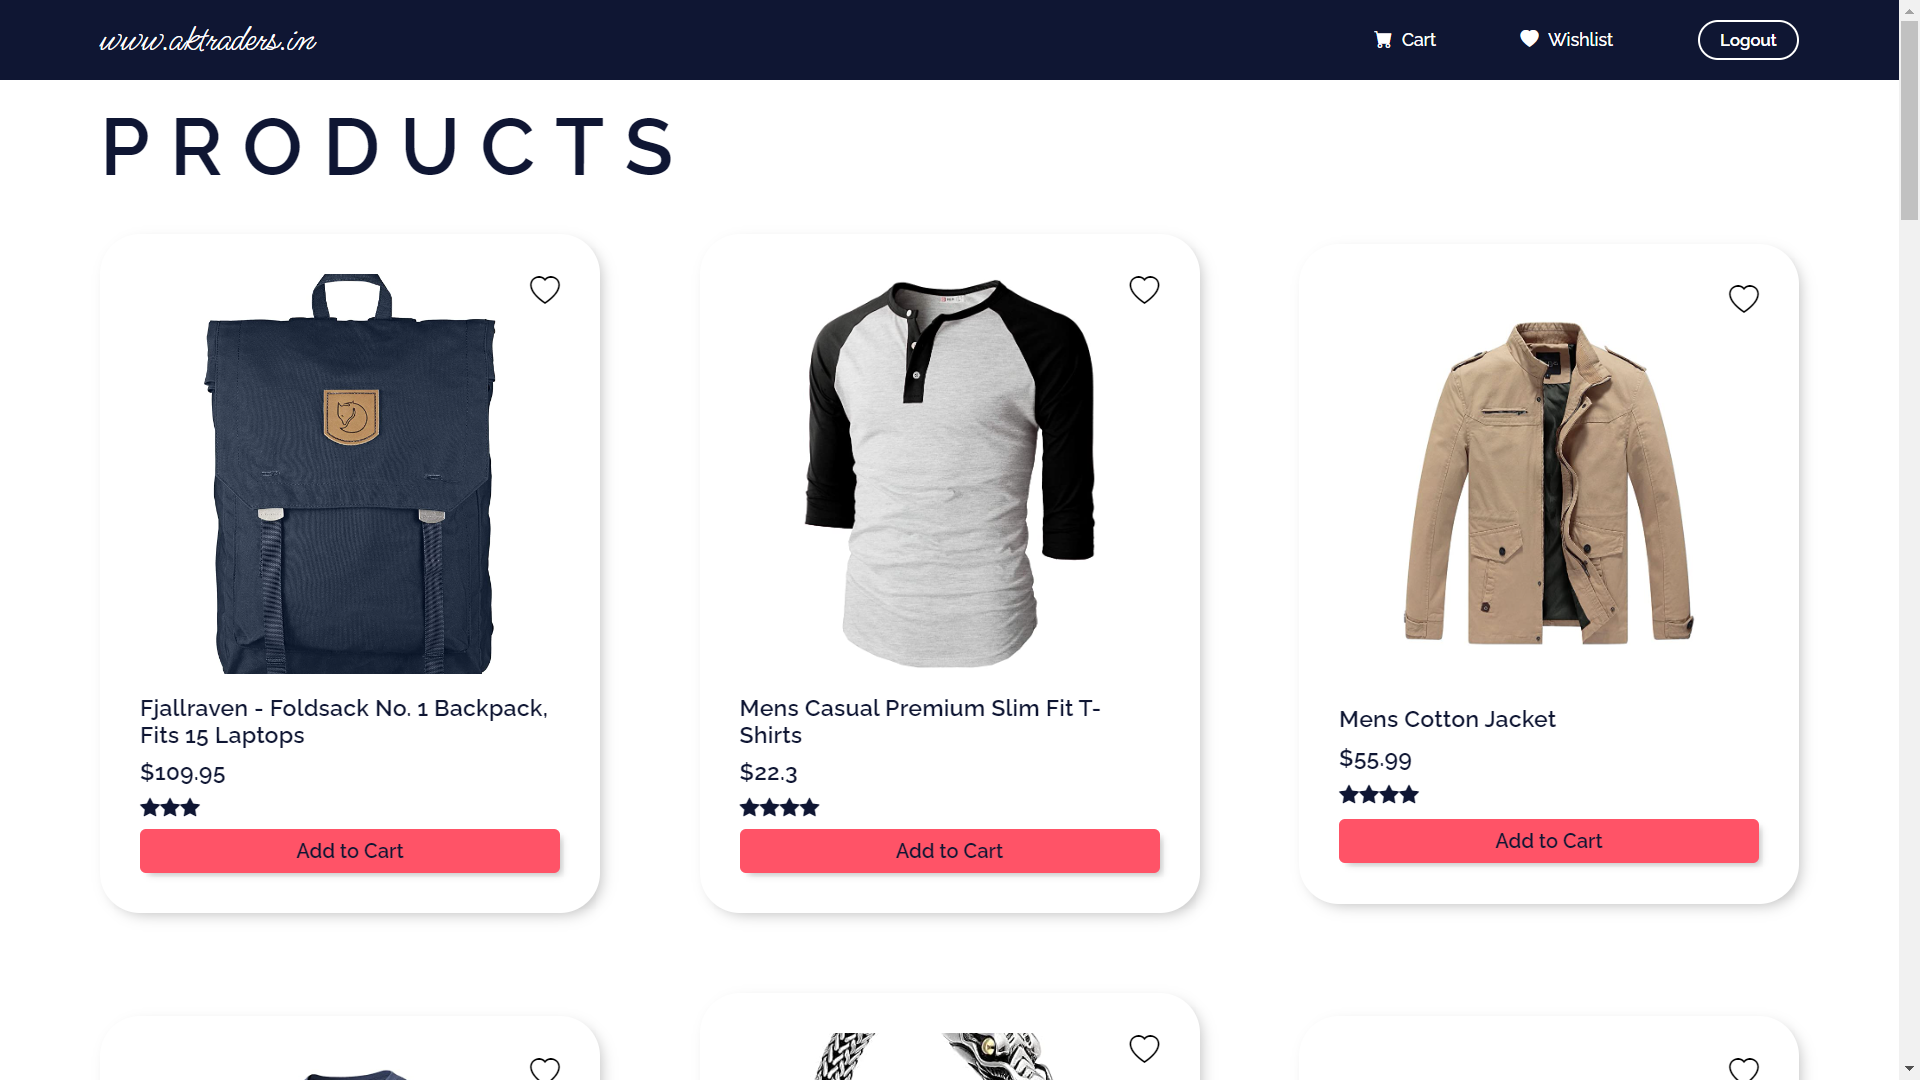 www.aktraders.in
Cart
Wishlist
Logout
PRODUCTS
Fjallraven - Foldsack No. 1 Backpack,
Fits 15 Laptops
$109.95
Add to Cart
Mens Casual Premium Slim Fit T-
Shirts
$22.3
Add to Cart
Mens Cotton Jacket
$55.99
Add to Cart